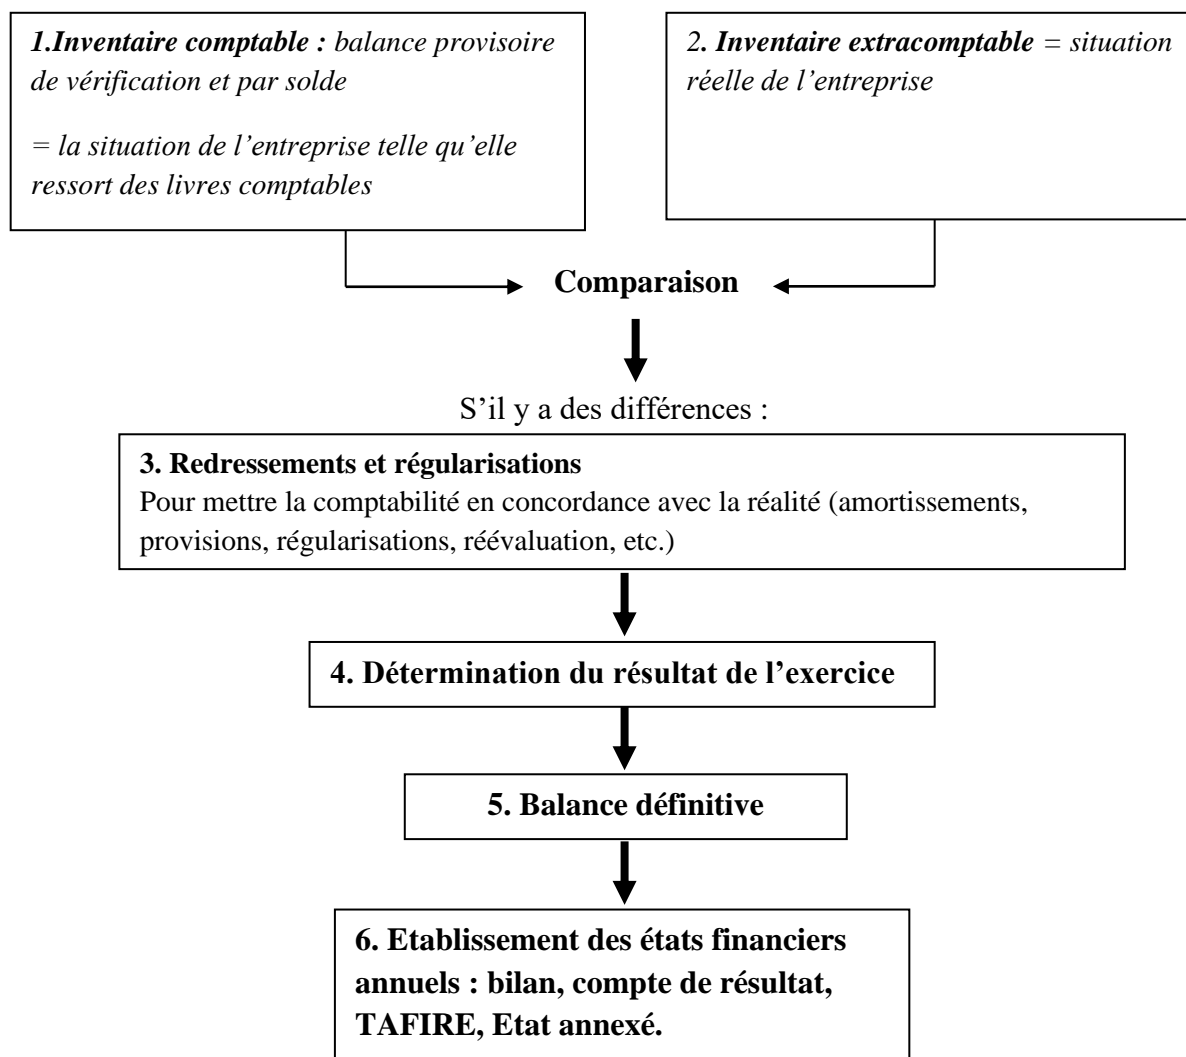 1.Inventaire comptable : balance provisoire
de vérification et par solde
= la situation de l’entreprise telle qu’elle
ressort des livres comptables
2. Inventaire extracomptable = situation
réelle de l’entreprise
Comparaison
S’il y a des différences :
3. Redressements et régularisations
Pour mettre la comptabilité en concordance avec la réalité (amortissements,
provisions, régularisations, réévaluation, etc.)
4. Détermination du résultat de l’exercice
5. Balance définitive
6. Etablissement des états financiers
annuels : bilan, compte de résultat,
TAFIRE, Etat annexé.